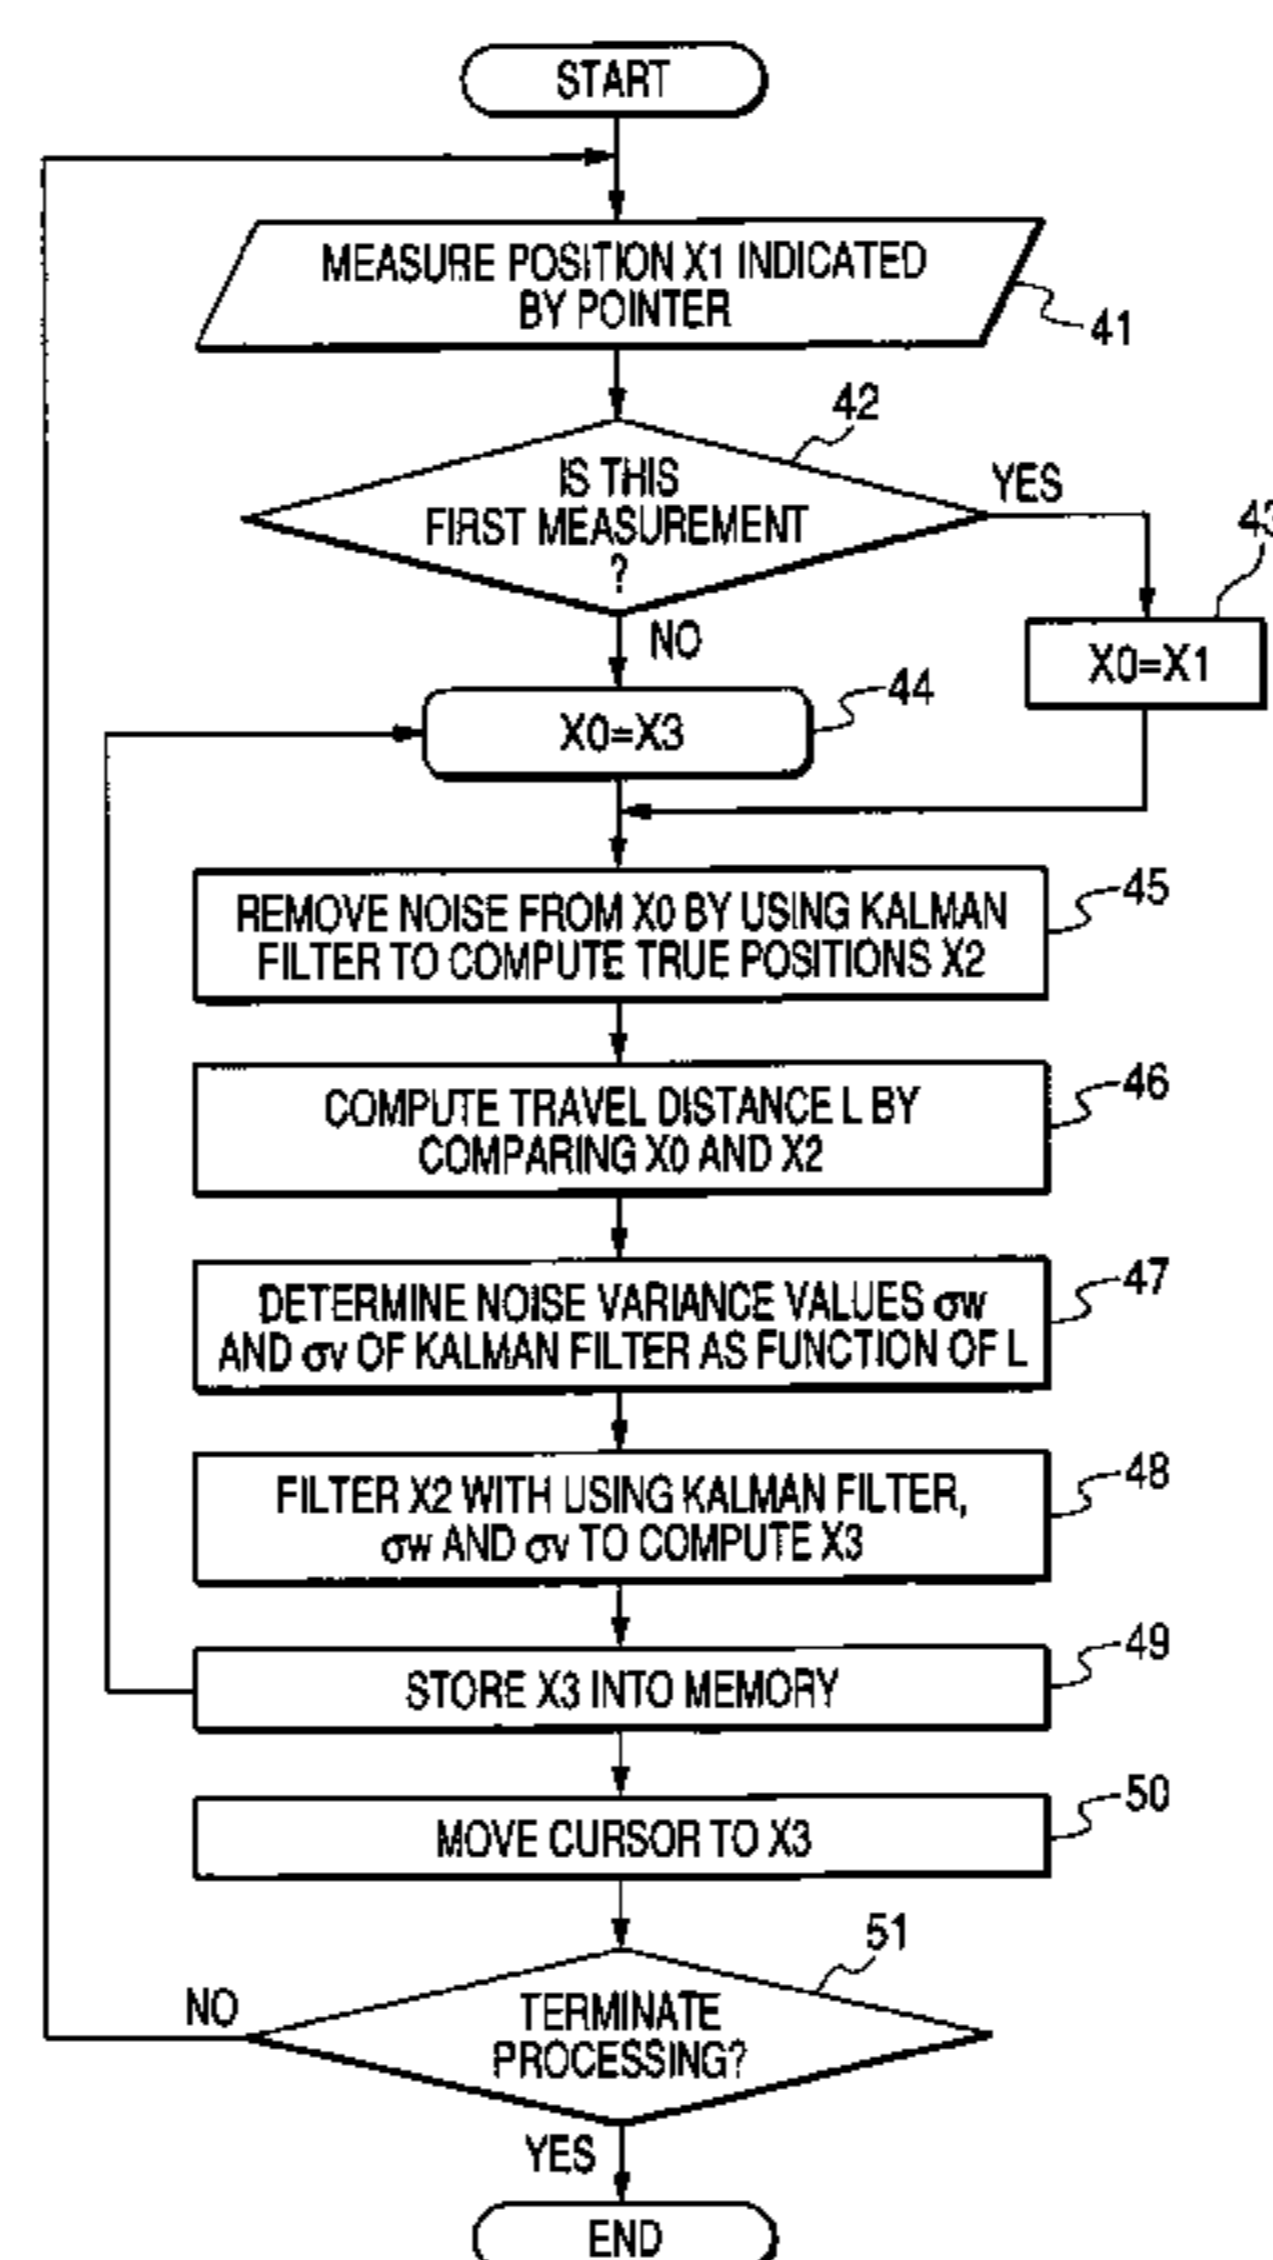 START
MEASURE POSITION X1 INDICATED
BY POINTER
41
42
IS THIS
FIRST MEASUREMENT
?
YES
43
NO
X0=X1
44
X0=X3
45
REMOVE NOISE FROM X0 BY USING KALMAN
FILTER TO COMPUTE TRUE POSITIONS X2
46
COMPUTE TRAVEL DISTANCE L BY
COMPARING X0 AND X2
47
DETERMINE NOISE VARIANCE VALUES σw
AND σv OF KALMAN FILTER AS FUNCTION OF L
48
FILTER X2 WITH USING KALMAN FILTER,
σw AND σv TO COMPUTE X3
49
STORE X3 INTO MEMORY
50
MOVE CURSOR TO X3
51
NO
TERMINATE
PROCESSING?
YES
END